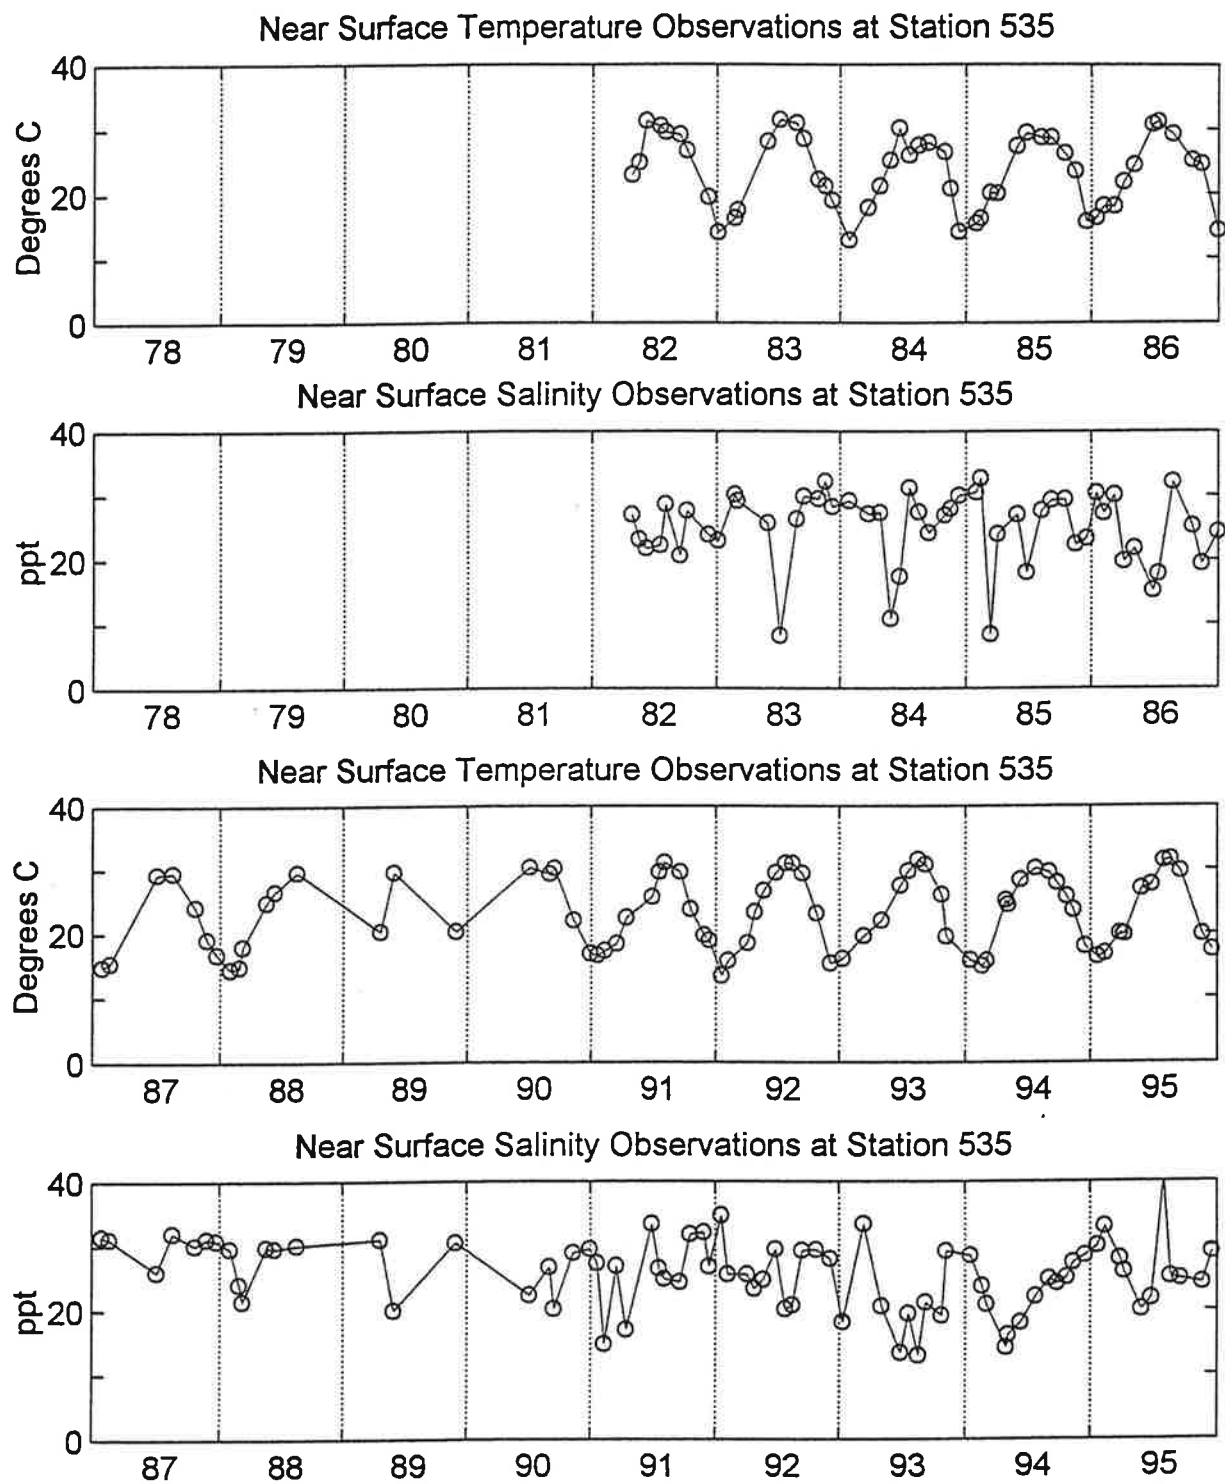 Near Surface Temperature Observations at Station 535
40
Degrees C
20
0
78 79 80 81 82 83 84 85 86
Near Surface Salinity Observations at Station 535
40
ppt
20
0
78 79 80 81 82 83 84 85 86
Near Surface Temperature Observations at Station 535
40
Degrees C
20
0
87 88 89 90 91 92 93 94 95
Near Surface Salinity Observations at Station 535
40
ppt
20
0
87 88 89 90 91 92 93 94 95